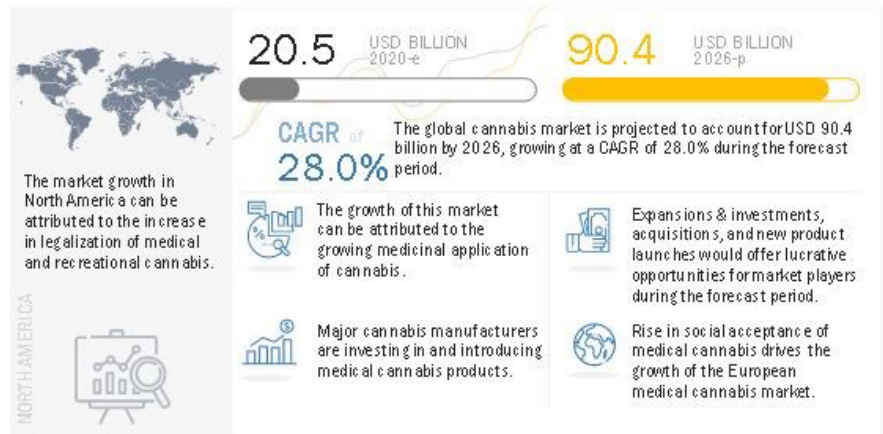 The market growth in
North America can be
attributed to the increase
in legalization of medical
and recreational cannabis.
NORTH AMERICA
20.5
USD BILLION
2020-e
90.4
USD BILLION
2026-p
CAGR of
28.0%
The global cannabis market is projected to account for USD 90.4
billion by 2026, growing at a CAGR of 28.0% during the forecast
period.
The growth of this market
can be attributed to the
growing medicinal application
of cannabis.
Expansions & investments,
acquisitions, and new product
launches would offer lucrative
opportunities for market players
during the forecast period.
Major cannabis manufacturers
are investing in and introducing
medical cannabis products.
Rise in social acceptance of
medical cannabis drives the
growth of the European
medical cannabis market.